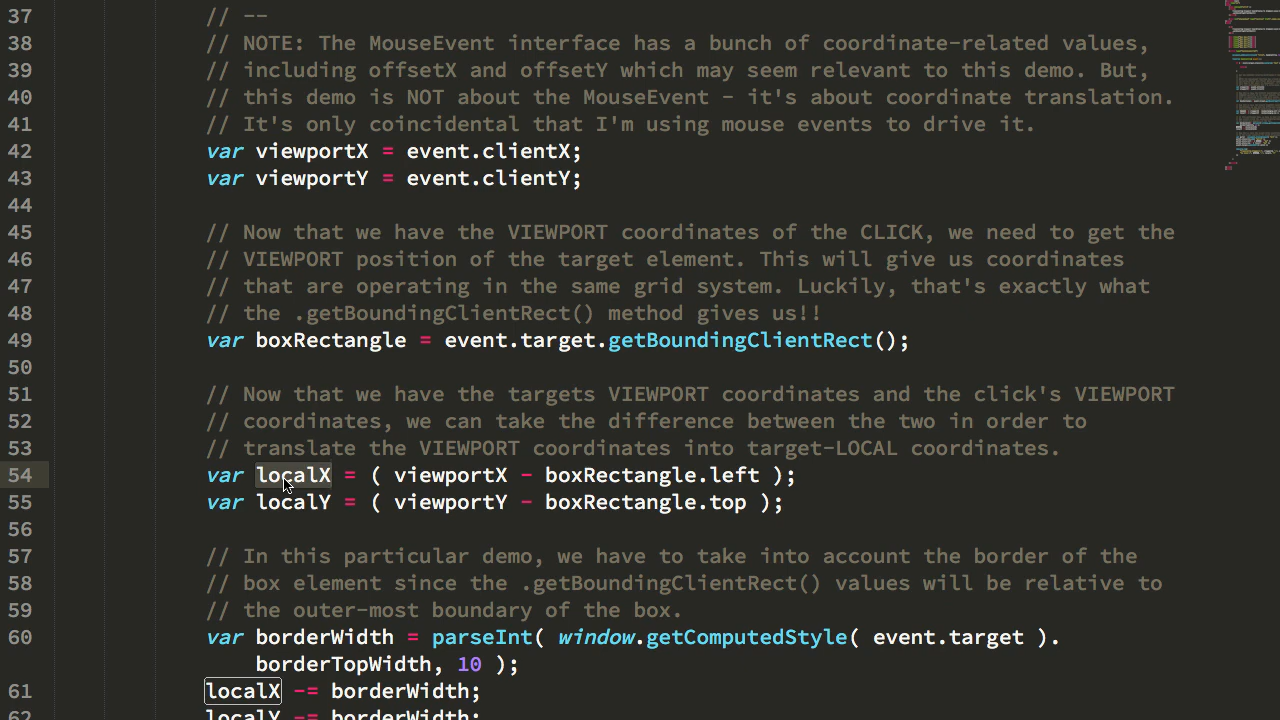 37 // --
38 // NOTE: The MouseEvent interface has a bunch of coordinate-related values,
39 // including offsetX and offsetY which may seem relevant to this demo. But,
40 // this demo is NOT about the MouseEvent - it's about coordinate translation.
41 // It's only coincidental that I'm using mouse events to drive it.
42 var viewportX = event.clientX;
43 var viewportY = event.clientY;
44
45 // Now that we have the VIEWPORT coordinates of the CLICK, we need to get the
46 // VIEWPORT position of the target element. This will give us coordinates
47 // that are operating in the same grid system. Luckily, that's exactly what
48 // the .getBoundingClientRect() method gives us!!
49 var boxRectangle = event.target.getBoundingClientRect();
50
51 // Now that we have the targets VIEWPORT coordinates and the click's VIEWPORT
52 // coordinates, we can take the difference between the two in order to
53 // translate the VIEWPORT coordinates into target-LOCAL coordinates.
54 var localX = ( viewportX - boxRectangle.left );
55 var localY = ( viewportY - boxRectangle.top );
56
57 // In this particular demo, we have to take into account the border of the
58 // box element since the .getBoundingClientRect() values will be relative to
59 // the outer-most boundary of the box.
60 var borderWidth = parseInt( window.getComputedStyle( event.target ).
borderTopWidth, 10 );
61 localX -= borderWidth;
62 localY -= borderWidth;